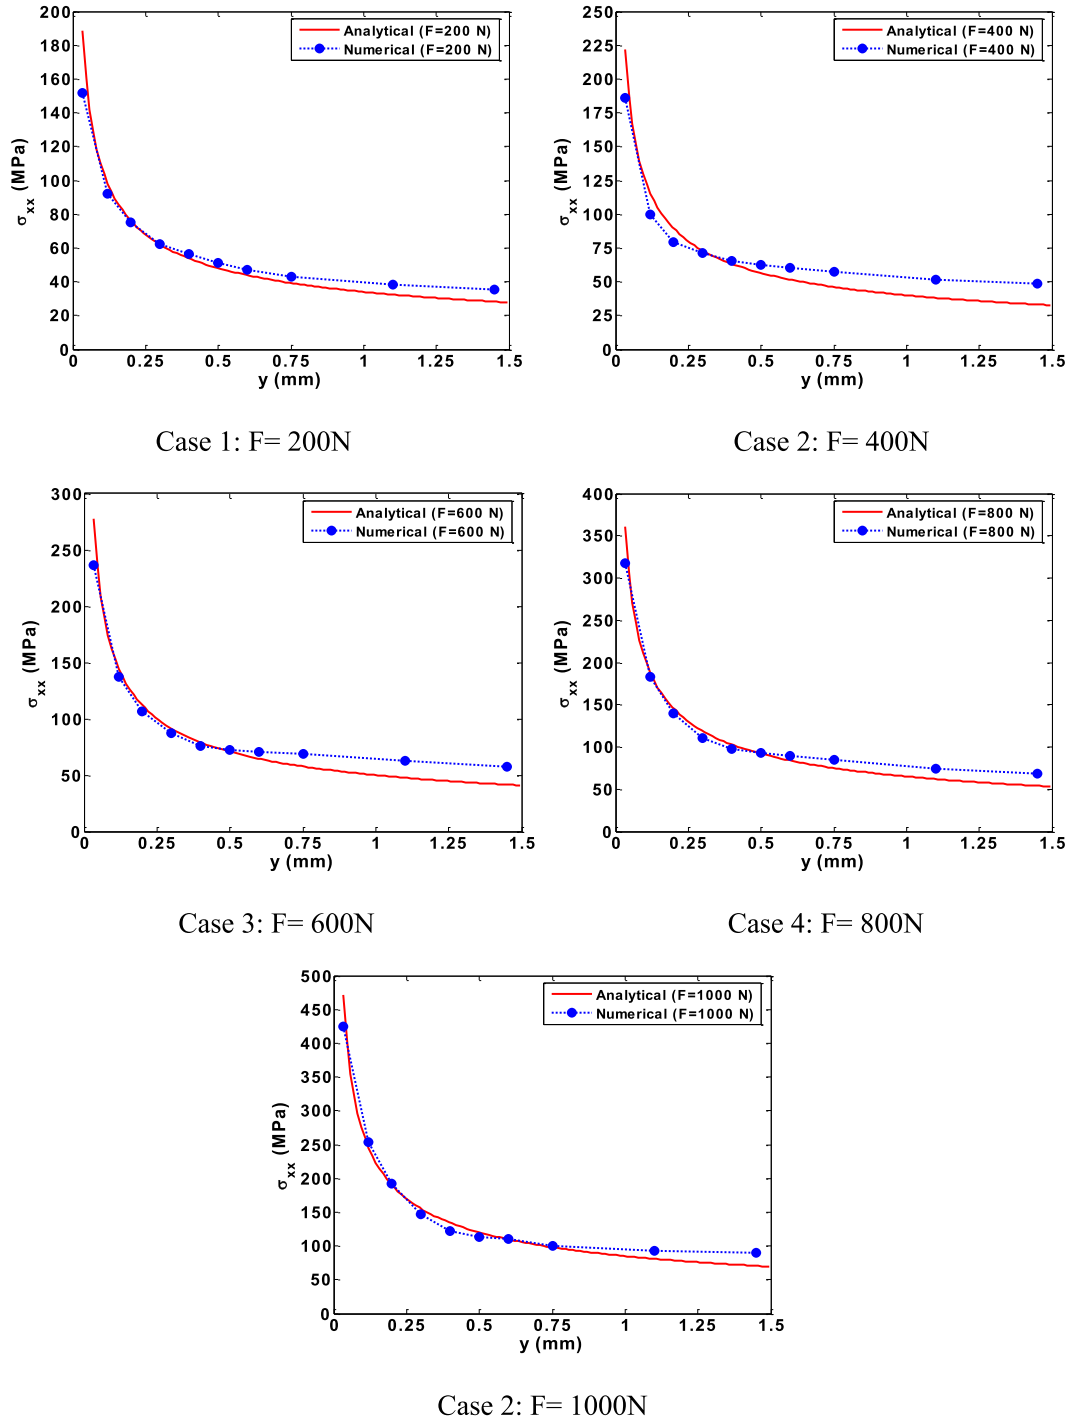 Analytical (F=200 N)
Numerical (F=200 N)
200
180
160
140
120
100
80
60
40
20
0
σxx (MPa)
0 0.25 0.5 0.75 1 1.25 1.5
y (mm)
Case 1: F= 200N
Analytical (F=400 N)
Numerical (F=400 N)
250
225
200
175
150
125
100
75
50
25
0
σxx (MPa)
0 0.25 0.5 0.75 1 1.25 1.5
y (mm)
Case 2: F= 400N
Analytical (F=600 N)
Numerical (F=600 N)
300
250
200
150
100
50
0
σxx (MPa)
0 0.25 0.5 0.75 1 1.25 1.5
y (mm)
Case 3: F= 600N
Analytical (F=800 N)
Numerical (F=800 N)
400
350
300
250
200
150
100
50
0
σxx (MPa)
0 0.25 0.5 0.75 1 1.25 1.5
y (mm)
Case 4: F= 800N
Analytical (F=1000 N)
Numerical (F=1000 N)
500
450
400
350
300
250
200
150
100
50
0
σxx (MPa)
0 0.25 0.5 0.75 1 1.25 1.5
y (mm)
Case 2: F= 1000N